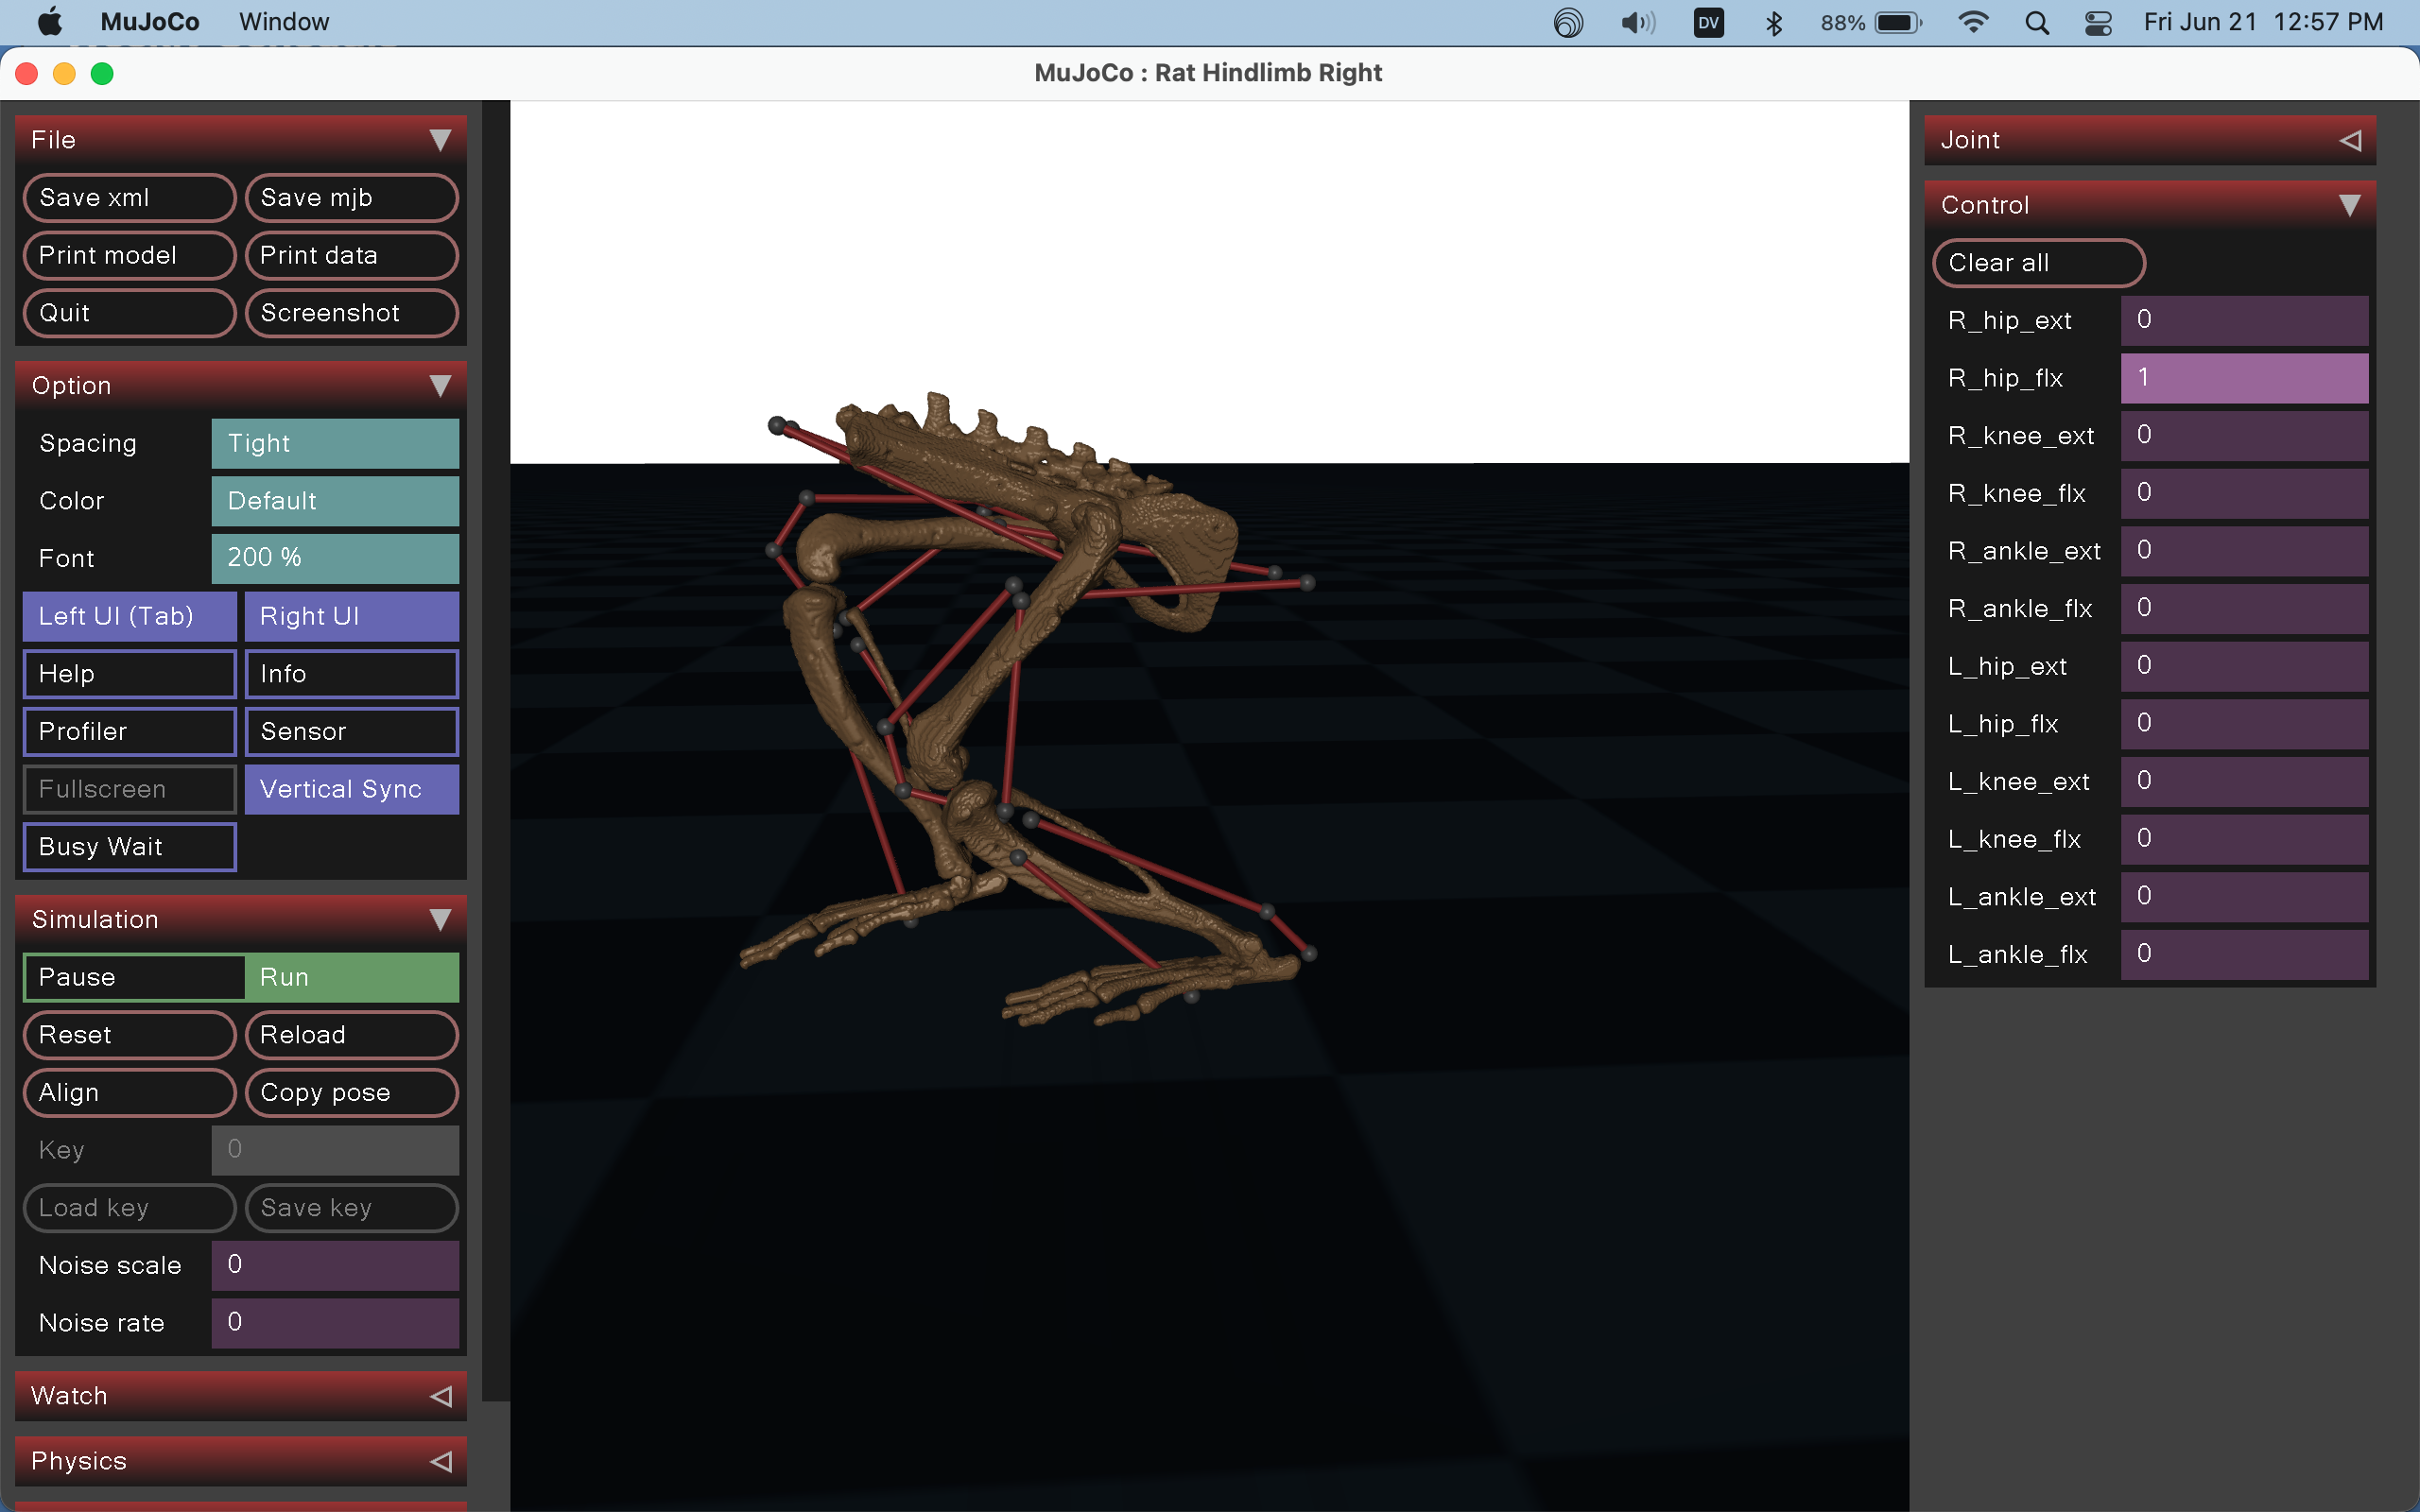 MuJoCo Window DV 88% Fri Jun 21 12:57 PM
MuJoCo : Rat Hindlimb Right
File
Save xml Save mjb
Print model Print data
Quit Screenshot
Option
Spacing Tight
Color Default
Font 200 %
Left UI (Tab) Right UI
Help Info
Profiler Sensor
Fullscreen Vertical Sync
Busy Wait
Simulation
Pause Run
Reset Reload
Align Copy pose
Key 0
Load key Save key
Noise scale 0
Noise rate 0
Watch
Physics
Joint
Control
Clear all
R_hip_ext 0
R_hip_flx 1
R_knee_ext 0
R_knee_flx 0
R_ankle_ext 0
R_ankle_flx 0
L_hip_ext 0
L_hip_flx 0
L_knee_ext 0
L_knee_flx 0
L_ankle_ext 0
L_ankle_flx 0